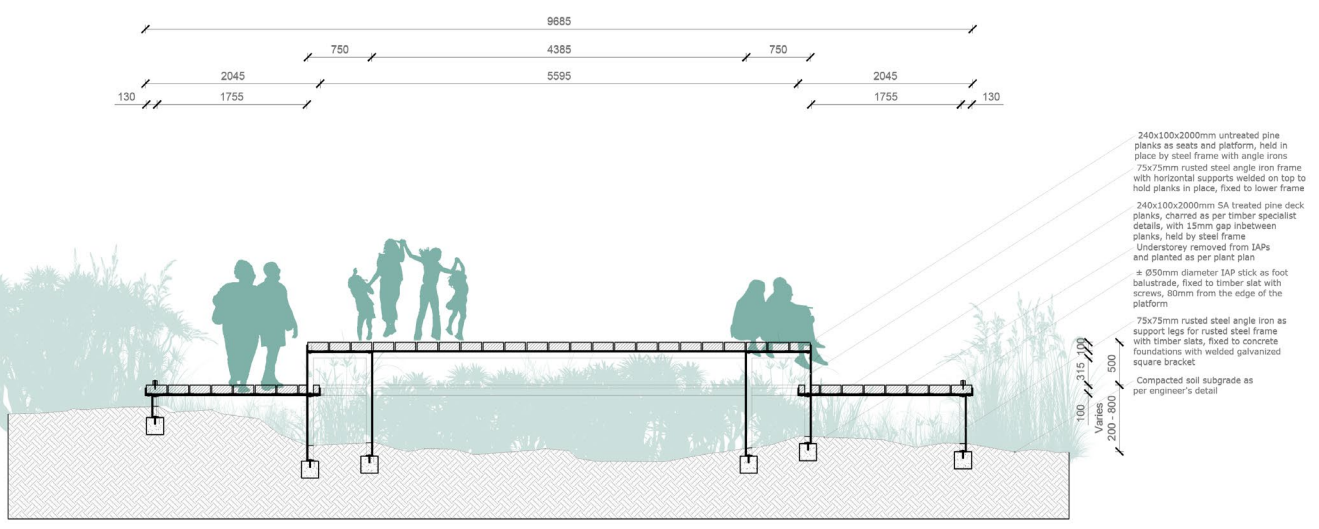 9685
750
4385
750
2045
5595
2045
130
1755
1755
130
240x100x2000mm untreated pine
planks as seats and platform, held in
place by steel frame with angle irons
75x75mm rusted steel angle iron frame
with horizontal supports welded on top to
hold planks in place, fixed to lower frame
240x100x2000mm SA treated pine deck
planks, charred as per timber specialist
details, with 15mm gap inbetween
planks, held by steel frame
Understorey removed from IAPs
and planted as per plant plan
± Ø50mm diameter IAP stick as foot
balustrade, fixed to timber slat with
screws, 80mm from the edge of the
platform
75x75mm rusted steel angle iron as
support legs for rusted steel frame
with timber slats, fixed to concrete
foundations with welded galvanized
square bracket
Compacted soil subgrade as
per engineer's detail
100
315
500
100
Varies
200 - 800